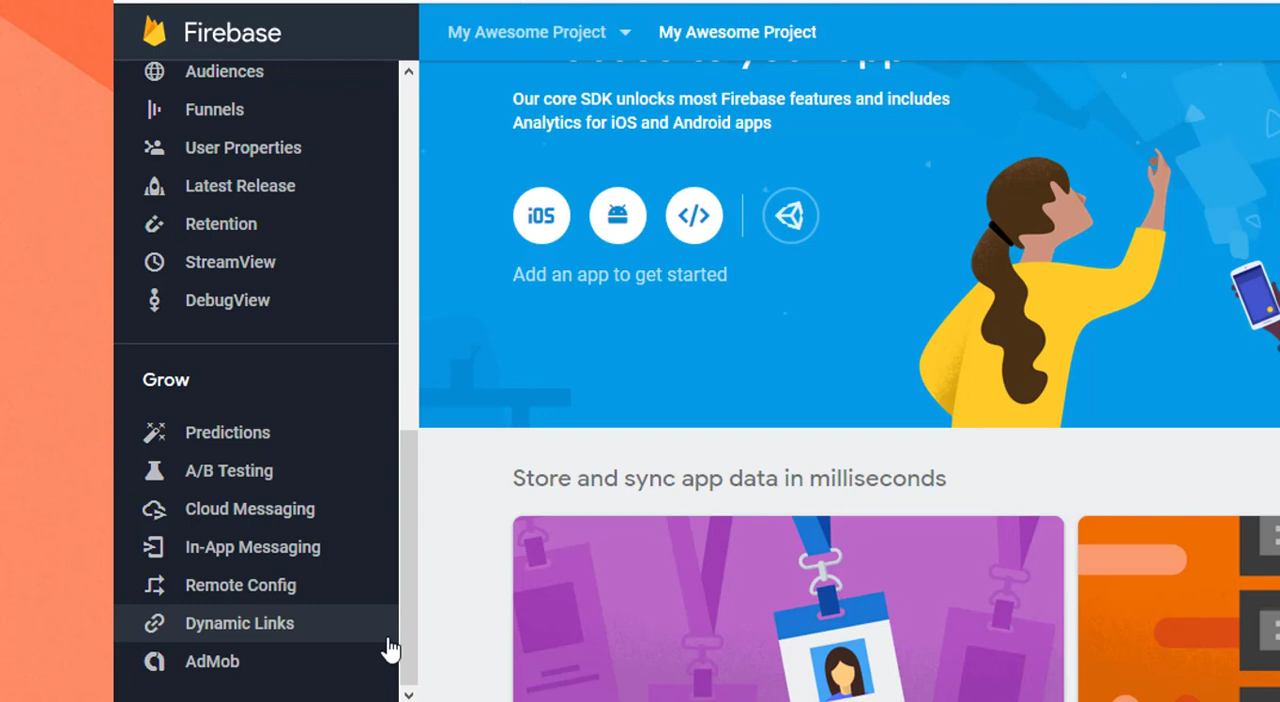 Firebase
My Awesome Project
My Awesome Project
Audiences
Funnels
User Properties
Latest Release
Retention
StreamView
DebugView
Grow
Predictions
A/B Testing
Cloud Messaging
In-App Messaging
Remote Config
Dynamic Links
AdMob
Our core SDK unlocks most Firebase features and includes
Analytics for iOS and Android apps
iOS
Add an app to get started
Store and sync app data in milliseconds